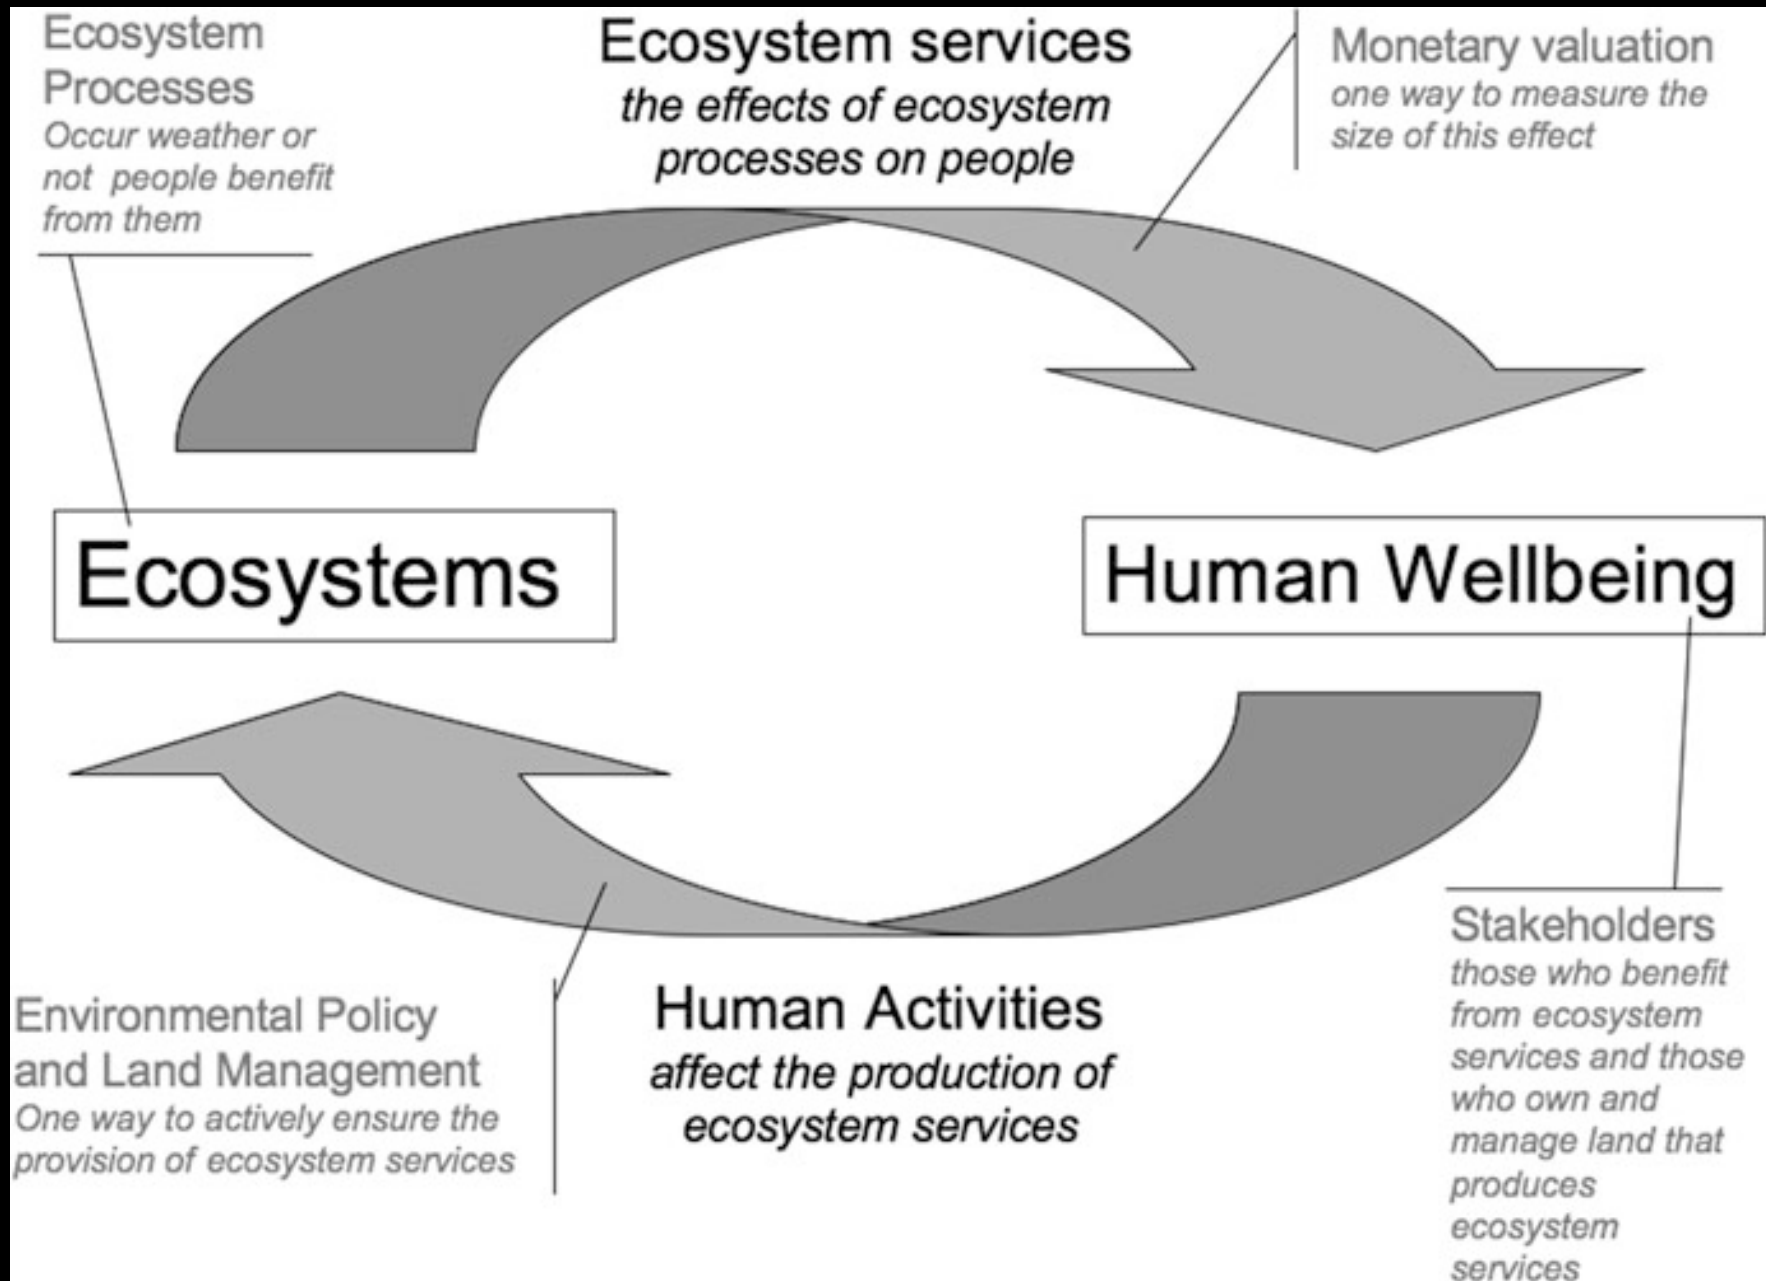 Ecosystem
Processes
Occur weather or
not people benefit
from them
Ecosystem services
the effects of ecosystem
processes on people
Monetary valuation
one way to measure the
size of this effect
Ecosystems
Human Wellbeing
Environmental Policy
and Land Management
One way to actively ensure the
provision of ecosystem services
Human Activities
affect the production of
ecosystem services
Stakeholders
those who benefit
from ecosystem
services and those
who own and
manage land that
produces
ecosystem
services